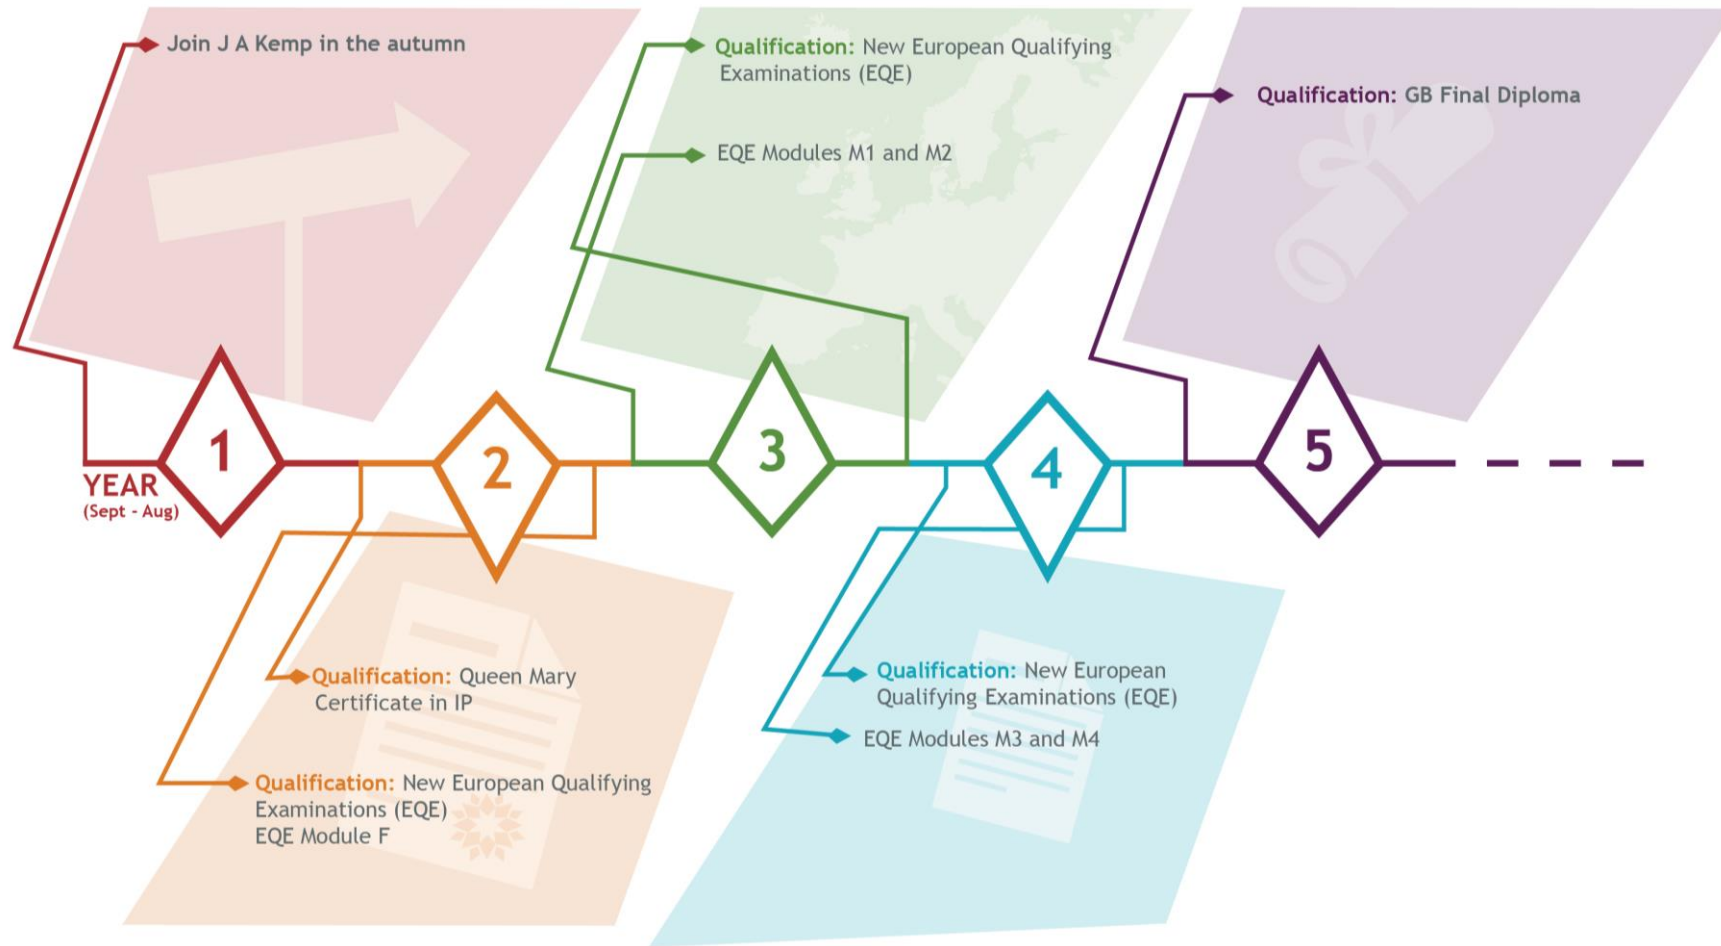 Join J A Kemp in the autumn
1
YEAR
(Sept - Aug)
2
Qualification: Queen Mary
Certificate in IP
Qualification: New European Qualifying
Examinations (EQE)
EQE Module F
Qualification: New European Qualifying
Examinations (EQE)
EQE Modules M1 and M2
3
4
Qualification: New European
Qualifying Examinations (EQE)
EQE Modules M3 and M4
Qualification: GB Final Diploma
5